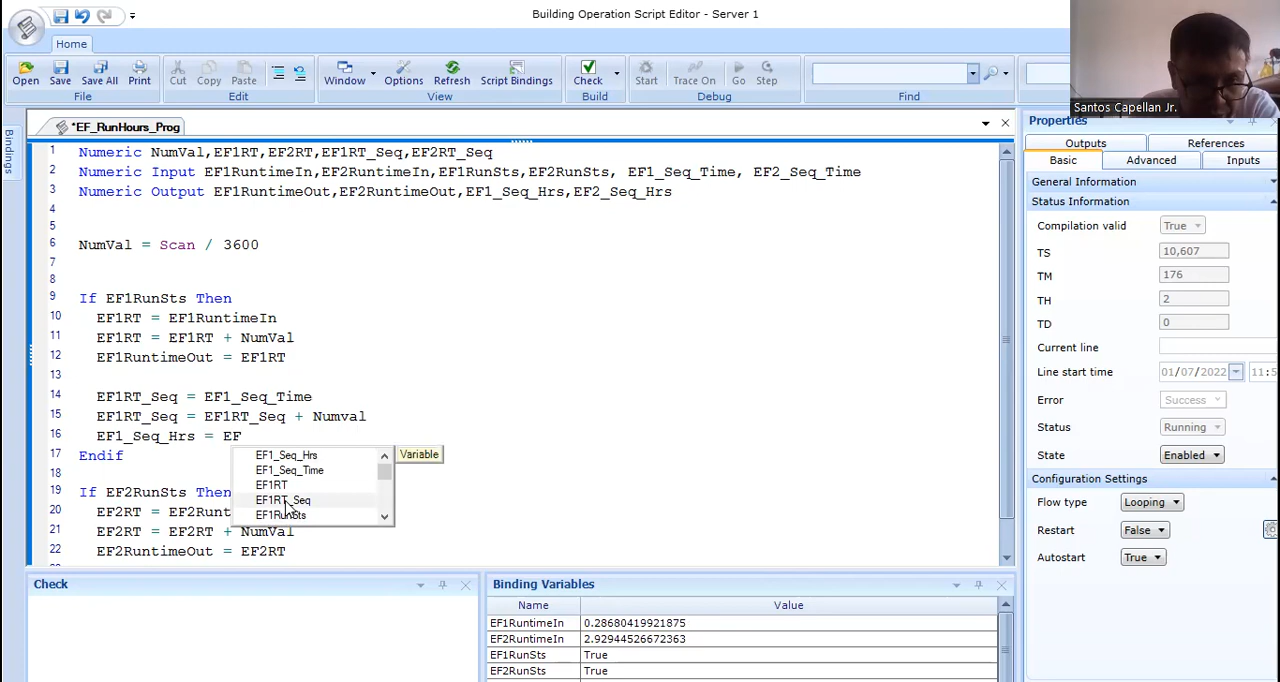 Building Operation Script Editor - Server 1
Home
Open Save Save All Print Cut Copy Paste Window Options Refresh Script Bindings Check Start Trace On Go Step
File Edit View Build Debug Find
Santos Capellan Jr.
*EF_RunHours_Prog
Bindings
1 Numeric NumVal,EF1RT,EF2RT,EF1RT_Seq,EF2RT_Seq
2 Numeric Input EF1RuntimeIn,EF2RuntimeIn,EF1RunSts,EF2RunSts, EF1_Seq_Time, EF2_Seq_Time
3 Numeric Output EF1RuntimeOut,EF2RuntimeOut,EF1_Seq_Hrs,EF2_Seq_Hrs
4
5
6 NumVal = Scan / 3600
7
8
9 If EF1RunSts Then
10 EF1RT = EF1RuntimeIn
11 EF1RT = EF1RT + NumVal
12 EF1RuntimeOut = EF1RT
13
14 EF1RT_Seq = EF1_Seq_Time
15 EF1RT_Seq = EF1RT_Seq + Numval
16 EF1_Seq_Hrs = EF
17 Endif
18
19 If EF2RunSts Then
20 EF2RT = EF2Runt
21 EF2RT = EF2RT + NumVal
22 EF2RuntimeOut = EF2RT
EF1_Seq_Hrs
EF1_Seq_Time
EF1RT
EF1RT_Seq
EF1RunSts
Variable
Properties
Outputs References
Basic Advanced Inputs
General Information
Status Information
Compilation valid True
TS 10,607
TM 176
TH 2
TD 0
Current line
Line start time 01/07/2022 11:5
Error Success
Status Running
State Enabled
Configuration Settings
Flow type Looping
Restart False
Autostart True
Check
Binding Variables
Name Value
EF1RuntimeIn 0.28680419921875
EF2RuntimeIn 2.92944526672363
EF1RunSts True
EF2RunSts True